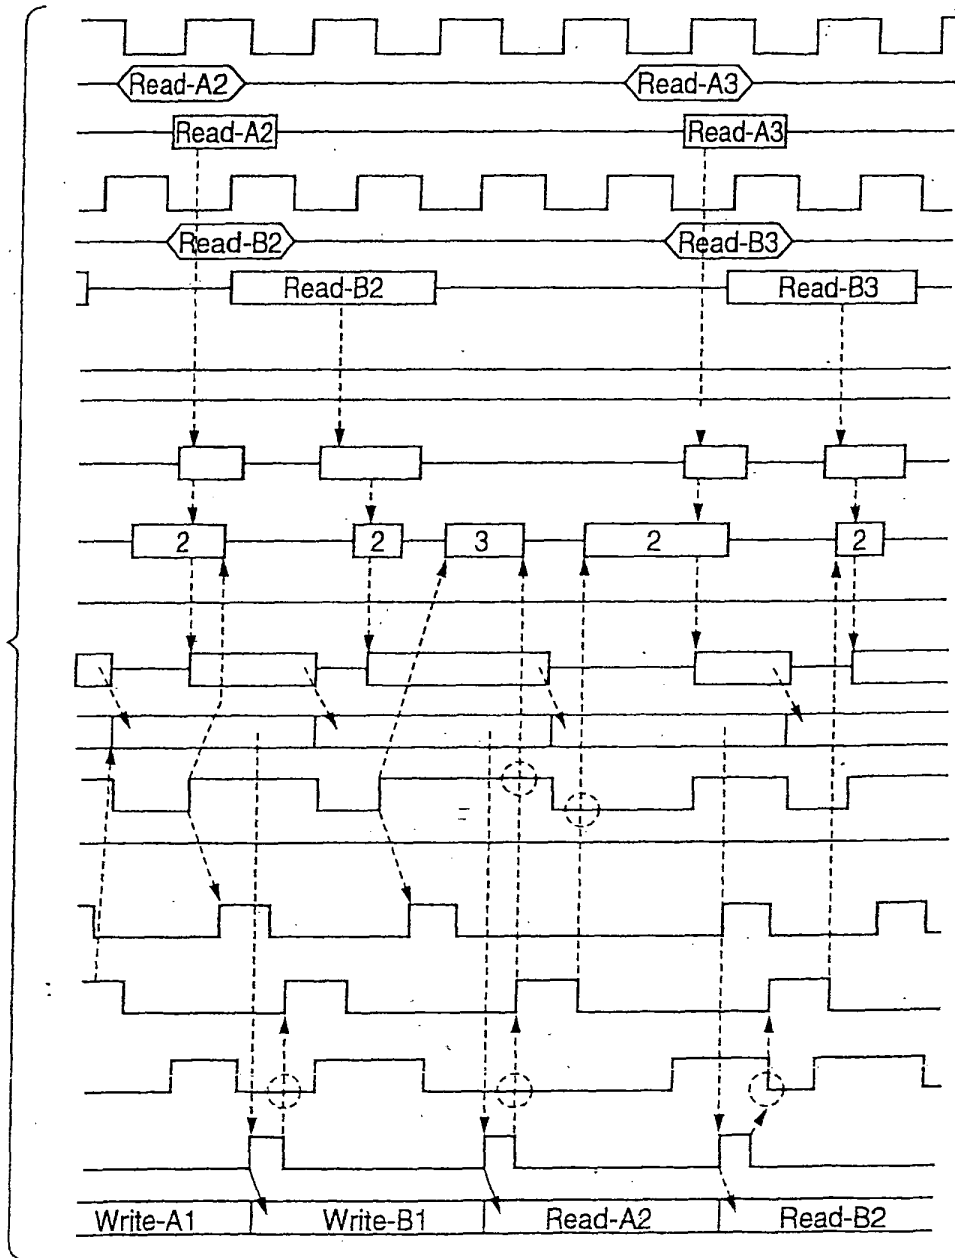 Read-A2 Read-A3
Read-A2 Read-A3
Read-B2 Read-B3
Read-B2 Read-B3
2 2 3 2 2
Write-A1 Write-B1 Read-A2 Read-B2